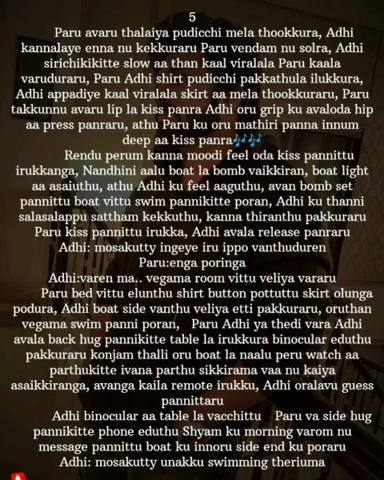 5
Paru avaru thalaiya pudicchi mela thookkura, Adhi
kannalaye enna nu kekkuraru Paru vendam nu solra, Adhi
sirichikikitte slow aa than kaal viralala Paru kaala
varuduraru, Paru Adhi shirt pudicchi pakkathula ilukkura,
Adhi appadiye kaal viralala skirt aa mela thookkuraru, Paru
takkunnu avaru lip la kiss panra Adhi oru grip ku avaloda hip
aa press panraru, athu Paru ku oru mathiri panna innum
deep aa kiss panra🎶🎶
Rendu perum kanna moodi feel oda kiss pannittu
irukkanga, Nandhini aalu boat la bomb vaikkiran, boat light
aa asaiuthu, athu Adhi ku feel aaguthu, avan bomb set
pannittu boat vittu swim pannikitte poran, Adhi ku thanni
salasalappu sattham kekkuthu, kanna thiranthu pakkuraru
Paru kiss pannittu irukka, Adhi avala release panraru
Adhi: mosakutty ingeye iru ippo vanthuduren
Paru:enga poringa
Adhi:varen ma.. vegama room vittu veliya vararu
Paru bed vittu elunthu shirt button pottuttu skirt olunga
podura, Adhi boat side vanthu veliya etti pakkuraru, oruthan
vegama swim panni poran, Paru Adhi ya thedi vara Adhi
avala back hug pannikitte table la irukkura binocular eduthu
pakkuraru konjam thalli oru boat la naalu peru watch aa
parthukitte ivana parthu sikkirama vaa nu kaiya
asaikkiranga, avanga kaila remote irukku, Adhi oralavu guess
pannittaru
Adhi binocular aa table la vacchittu Paru va side hug
pannikitte phone eduthu Shyam ku morning varom nu
message pannittu boat ku innoru side end ku poraru
Adhi: mosakutty unakku swimming theriuma